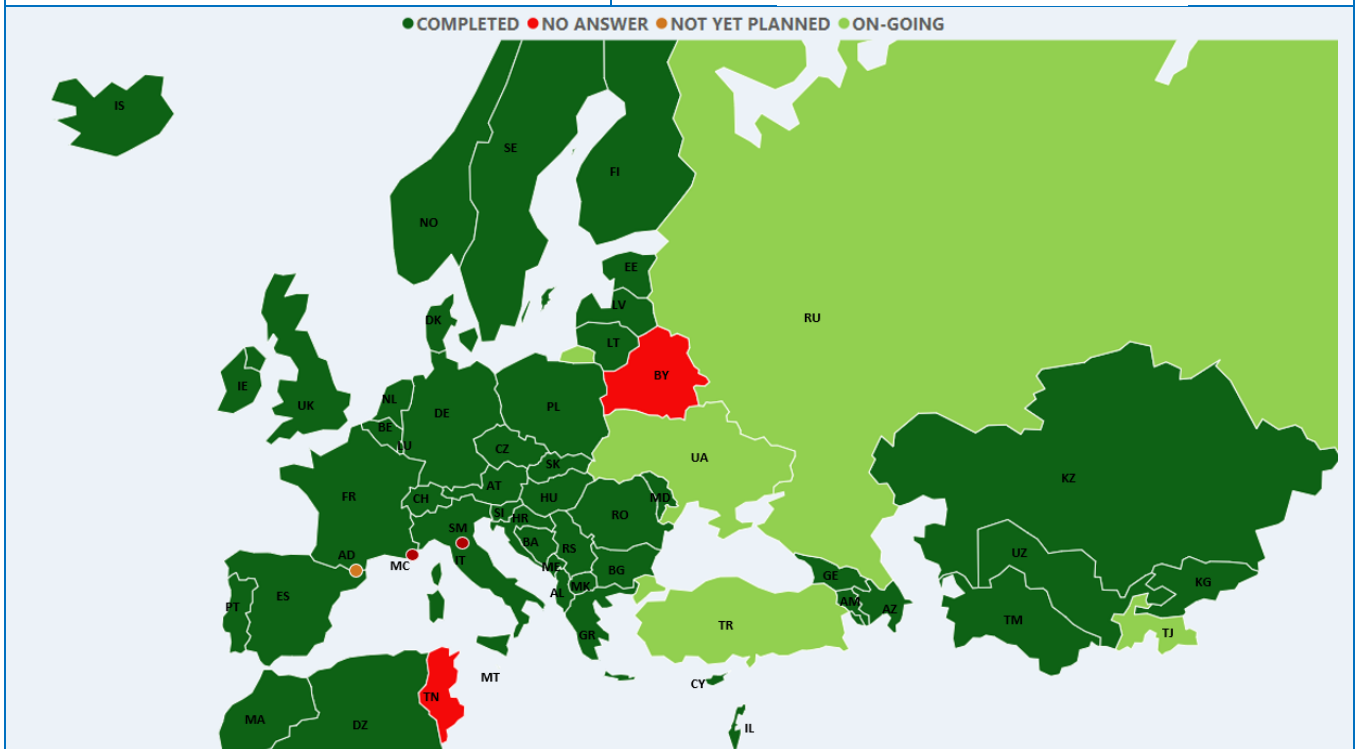 COMPLETED NO ANSWER NOT YET PLANNED ON-GOING
IS
SE
FI
NO
EE
LV
RU
DK
LT
BY
IE
NL
UK
DE
PL
BE
LU
CZ
UA
SK
KZ
AT
FR
CH
HU
MD
SI
HR
RO
SM
BA
RS
UZ
AD
IT
MC
ME
BG
GE
KG
MK
ES
AL
PT
AM
AZ
TM
TR
TJ
GR
MT
CY
TN
MA
DZ
IL